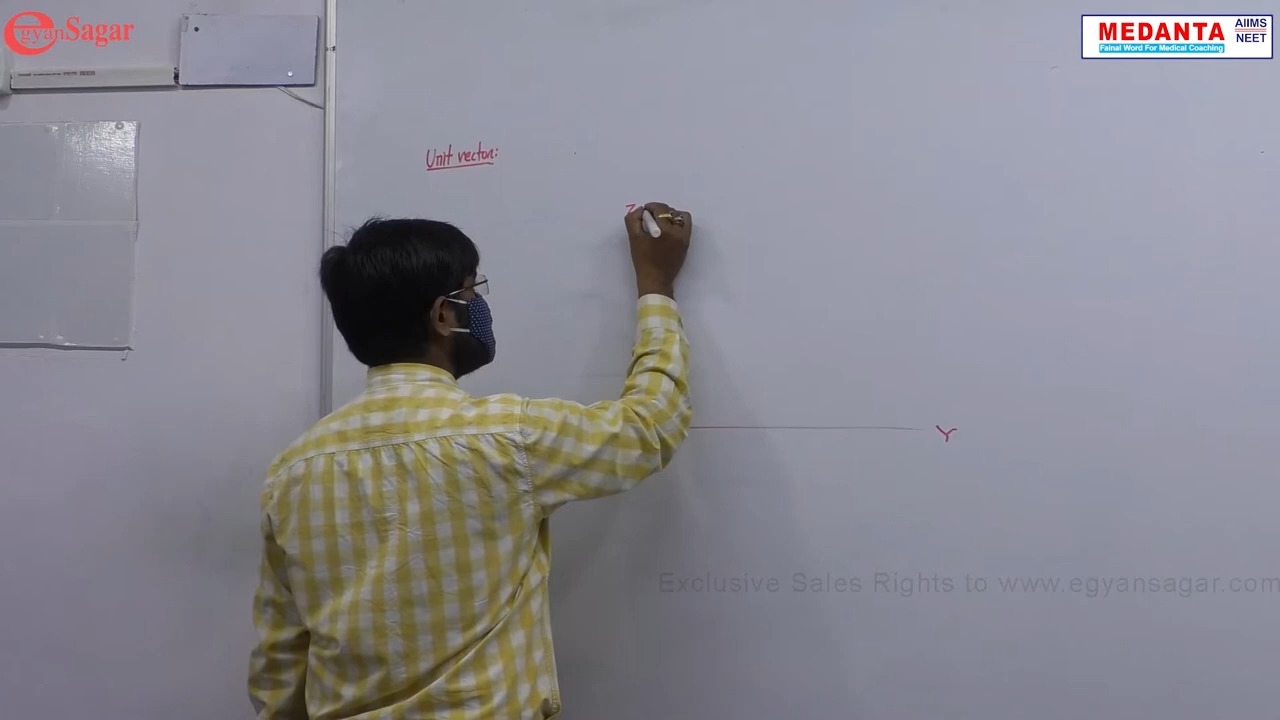 egyanSagar
MEDANTA AIIMS
Fainal Word For Medical Coaching NEET
Unit vector:
Z
Y
Exclusive Sales Rights to www.egyansagar.com